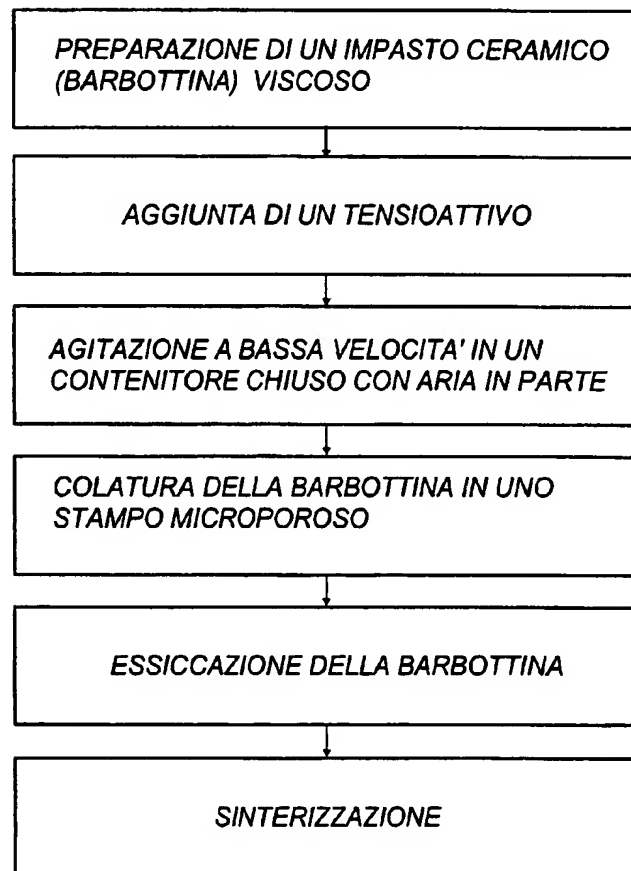 PREPARAZIONE DI UN IMPASTO CERAMICO
(BARBOTTINA) VISCOSO
AGGIUNTA DI UN TENSIOATTIVO
AGITAZIONE A BASSA VELOCITA' IN UN
CONTENITORE CHIUSO CON ARIA IN PARTE
COLATURA DELLA BARBOTTINA IN UNO
STAMPO MICROPOROSO
ESSICCAZIONE DELLA BARBOTTINA
SINTERIZZAZIONE